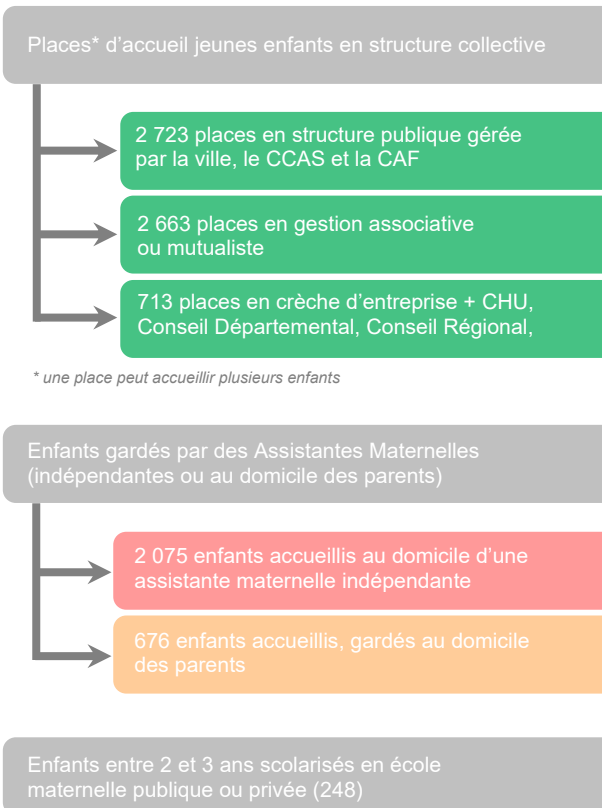 Places* d'accueil jeunes enfants en structure collective
2 723 places en structure publique gérée
par la ville, le CCAS et la CAF
2 663 places en gestion associative
ou mutualiste
713 places en crèche d'entreprise + CHU,
Conseil Départemental, Conseil Régional,
* une place peut accueillir plusieurs enfants
Enfants gardés par des Assistantes Maternelles
(indépendantes ou au domicile des parents)
2 075 enfants accueillis au domicile d'une
assistante maternelle indépendante
676 enfants accueillis, gardés au domicile
des parents
Enfants entre 2 et 3 ans scolarisés en école
maternelle publique ou privée (248)